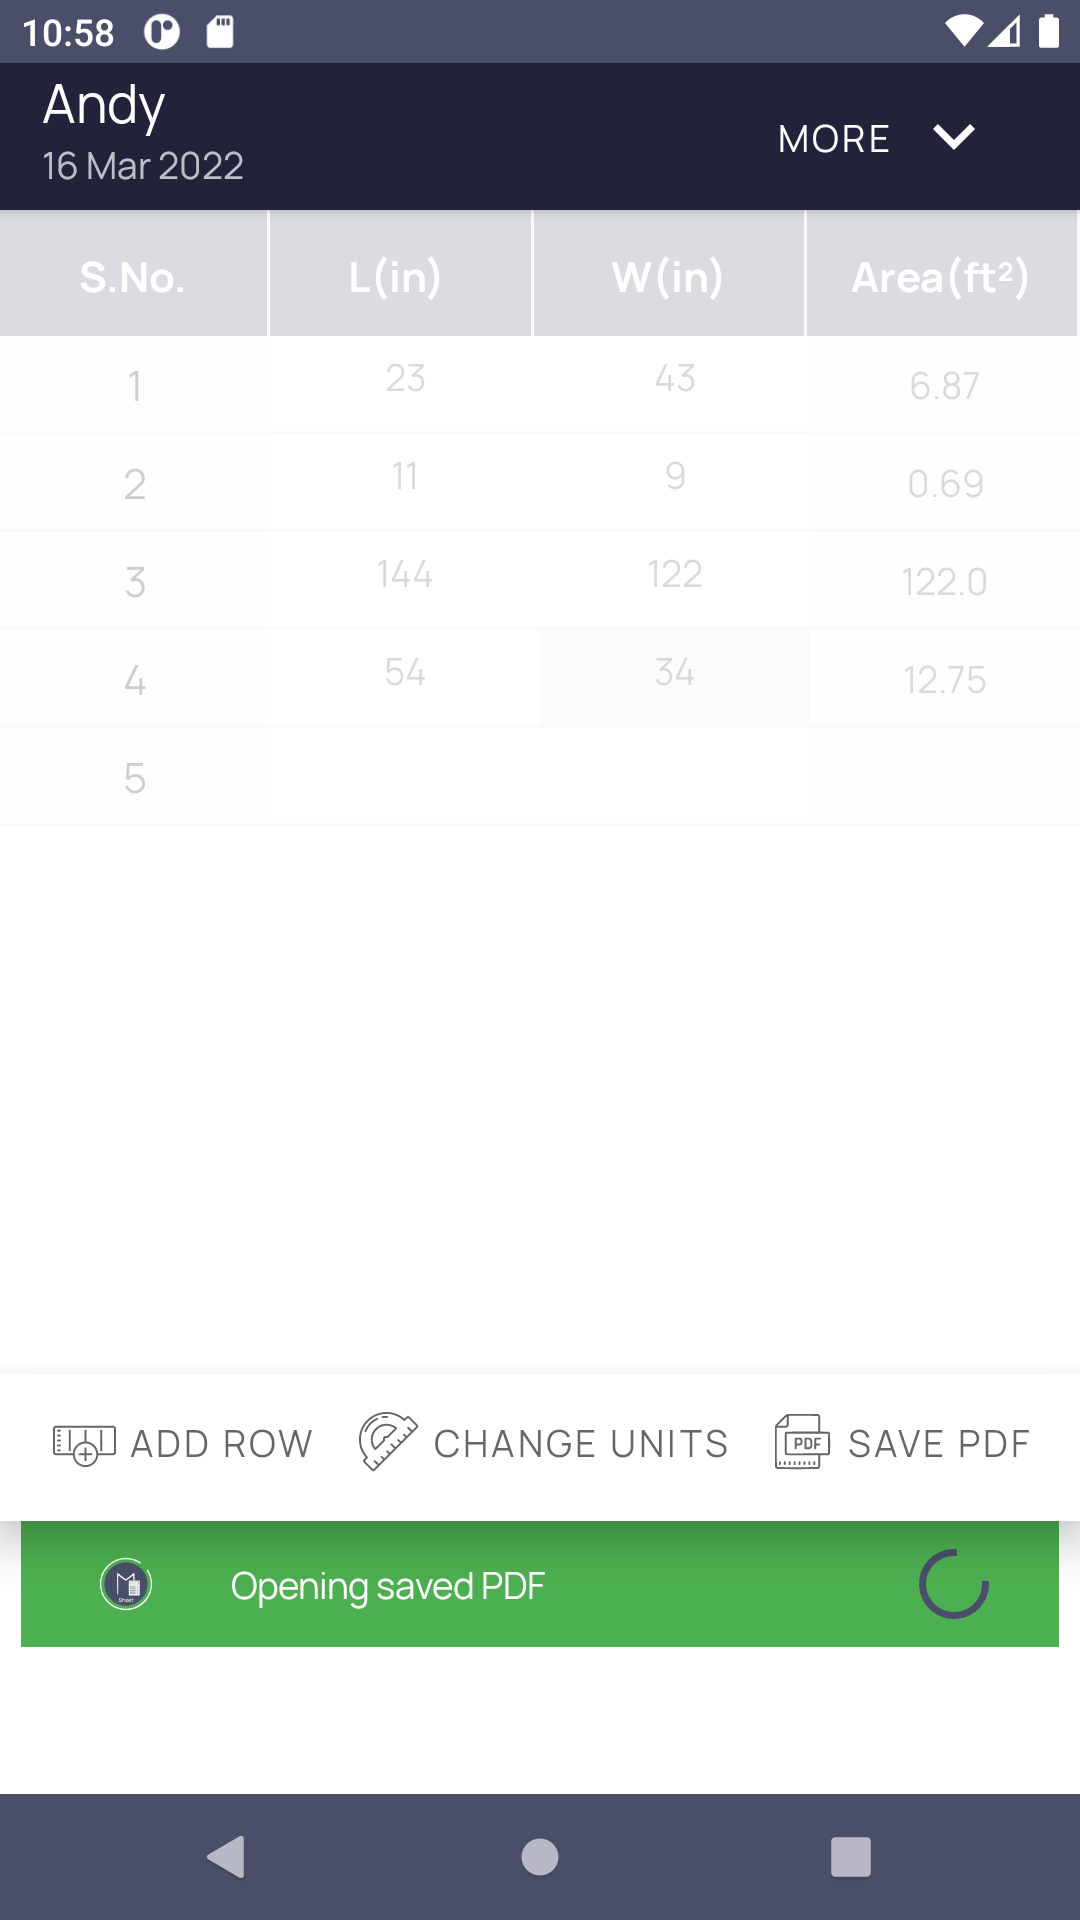 10:58
Andy
16 Mar 2022
MORE
S.No. L(in) W(in) Area(ft²)
1 23 43 6.87
2 11 9 0.69
3 144 122 122.0
4 54 34 12.75
5
ADD ROW CHANGE UNITS PDF SAVE PDF
Sheet Opening saved PDF